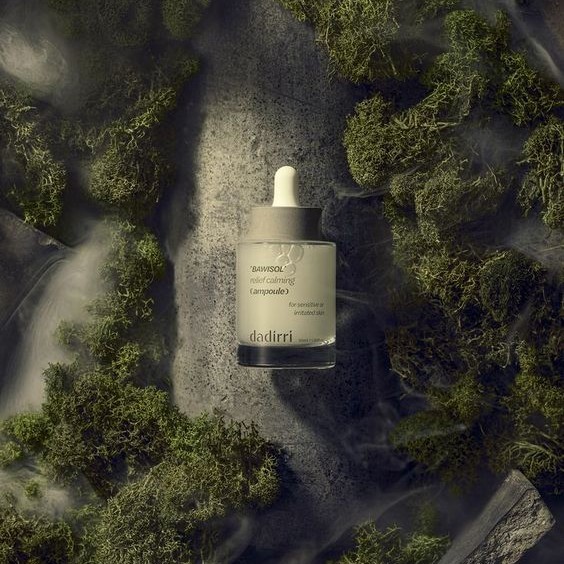 'BAWISOL'
relief calming
(ampoule)
for sensitive or
irritated skin
dadirri